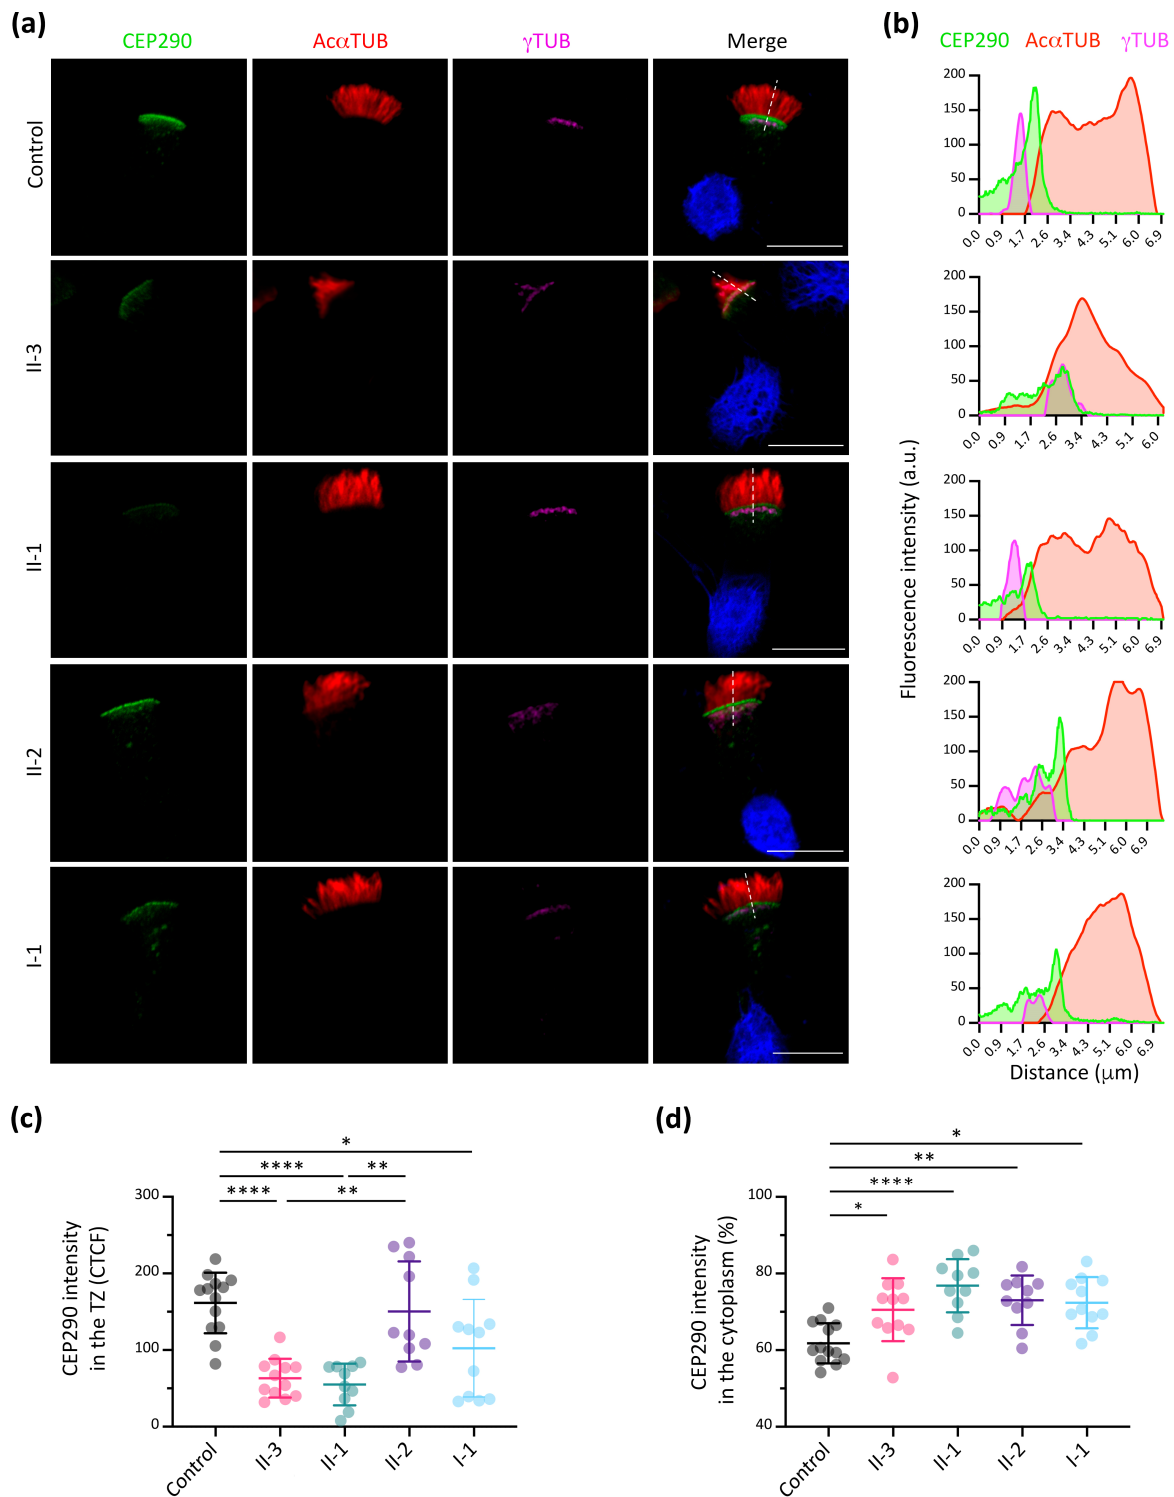 (a)
CEP290 AcαTUB γTUB Merge
Control
II-3
II-1
II-2
I-1
(b)
CEP290 AcαTUB γTUB
Fluorescence intensity (a.u.)
200
150
100
50
0
0.0 0.9 1.7 2.6 3.4 4.3 5.1 6.0 6.9
200
150
100
50
0
0.0 0.9 1.7 2.6 3.4 4.3 5.1 6.0
200
150
100
50
0
0.0 0.9 1.7 2.6 3.4 4.3 5.1 6.0 6.9
200
150
100
50
0
0.0 0.9 1.7 2.6 3.4 4.3 5.1 6.0 6.9
200
150
100
50
0
0.0 0.9 1.7 2.6 3.4 4.3 5.1 6.0 6.9
Distance (μm)
(c)
*
**** **
**** **
CEP290 intensity
in the TZ (CTCF)
300
200
100
0
Control II-3 II-1 II-2 I-1
(d)
*
**
****
*
CEP290 intensity
in the cytoplasm (%)
100
80
60
40
Control II-3 II-1 II-2 I-1